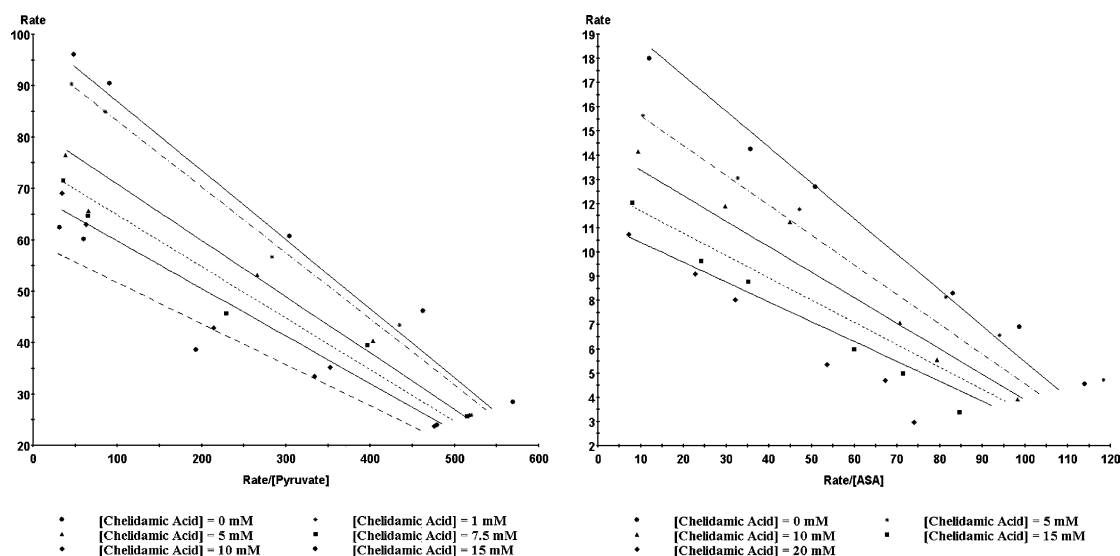 Rate
100
90
80
70
60
50
40
30
20
0 100 200 300 400 500 600
Rate/[Pyruvate]
[Chelidamic Acid] = 0 mM [Chelidamic Acid] = 1 mM
[Chelidamic Acid] = 5 mM [Chelidamic Acid] = 7.5 mM
[Chelidamic Acid] = 10 mM [Chelidamic Acid] = 15 mM
Rate
19
18
17
16
15
14
13
12
11
10
9
8
7
6
5
4
3
2
0 10 20 30 40 50 60 70 80 90 100 110 120
Rate/[ASA]
[Chelidamic Acid] = 0 mM [Chelidamic Acid] = 5 mM
[Chelidamic Acid] = 10 mM [Chelidamic Acid] = 15 mM
[Chelidamic Acid] = 20 mM